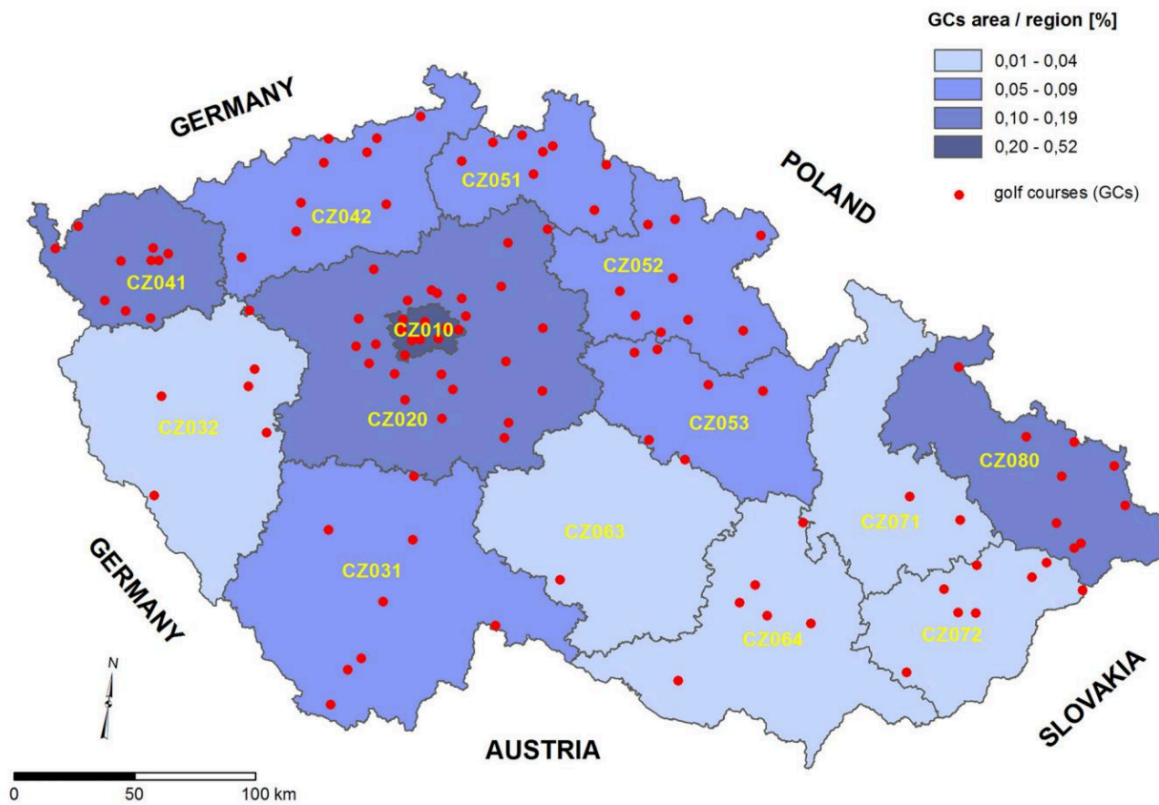 GCs area / region [%]
0,01 - 0,04
0,05 - 0,09
0,10 - 0,19
0,20 - 0,52
golf courses (GCs)
GERMANY
POLAND
CZ051
CZ042
CZ052
CZ041
CZ010
CZ020
CZ032
CZ053
CZ080
CZ071
CZ063
CZ031
GERMANY
CZ064
CZ072
SLOVAKIA
N
AUSTRIA
0 50 100 km